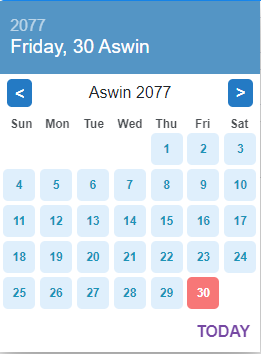 2077
Friday, 30 Aswin
< Aswin 2077 >
Sun Mon Tue Wed Thu Fri Sat
1 2 3
4 5 6 7 8 9 10
11 12 13 14 15 16 17
18 19 20 21 22 23 24
25 26 27 28 29 30
TODAY